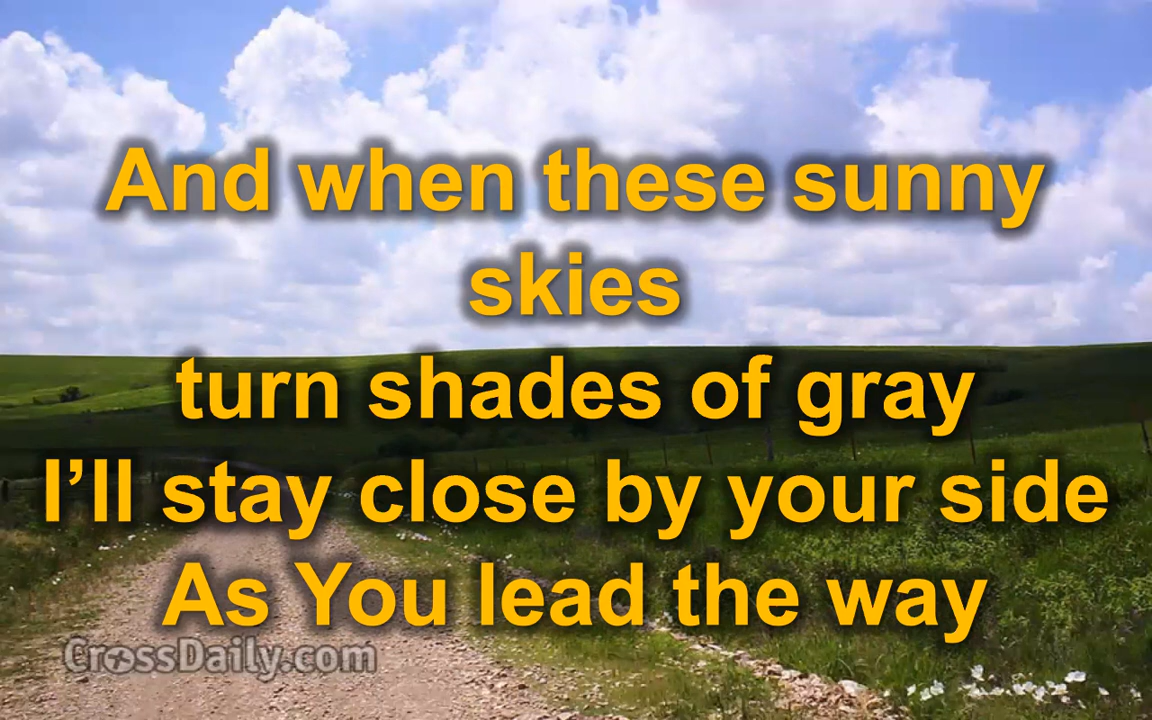 And when these sunny
skies
turn shades of gray
I’ll stay close by your side
As You lead the way
CrossDaily.com